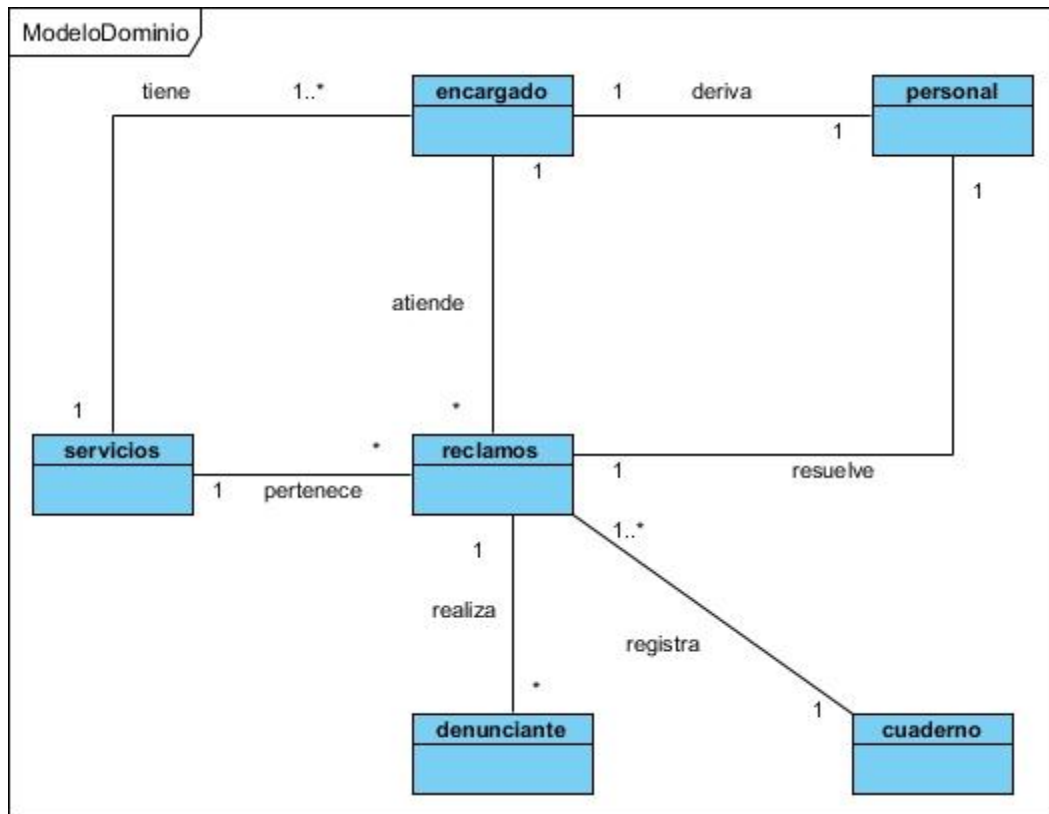 ModeloDominio
tiene 1..* encargado 1 deriva personal
1
1 1
atiende
1 *
servicios * reclamos
1 pertenece 1 resuelve
1 1..*
realiza
registra
*
1
denunciante cuaderno